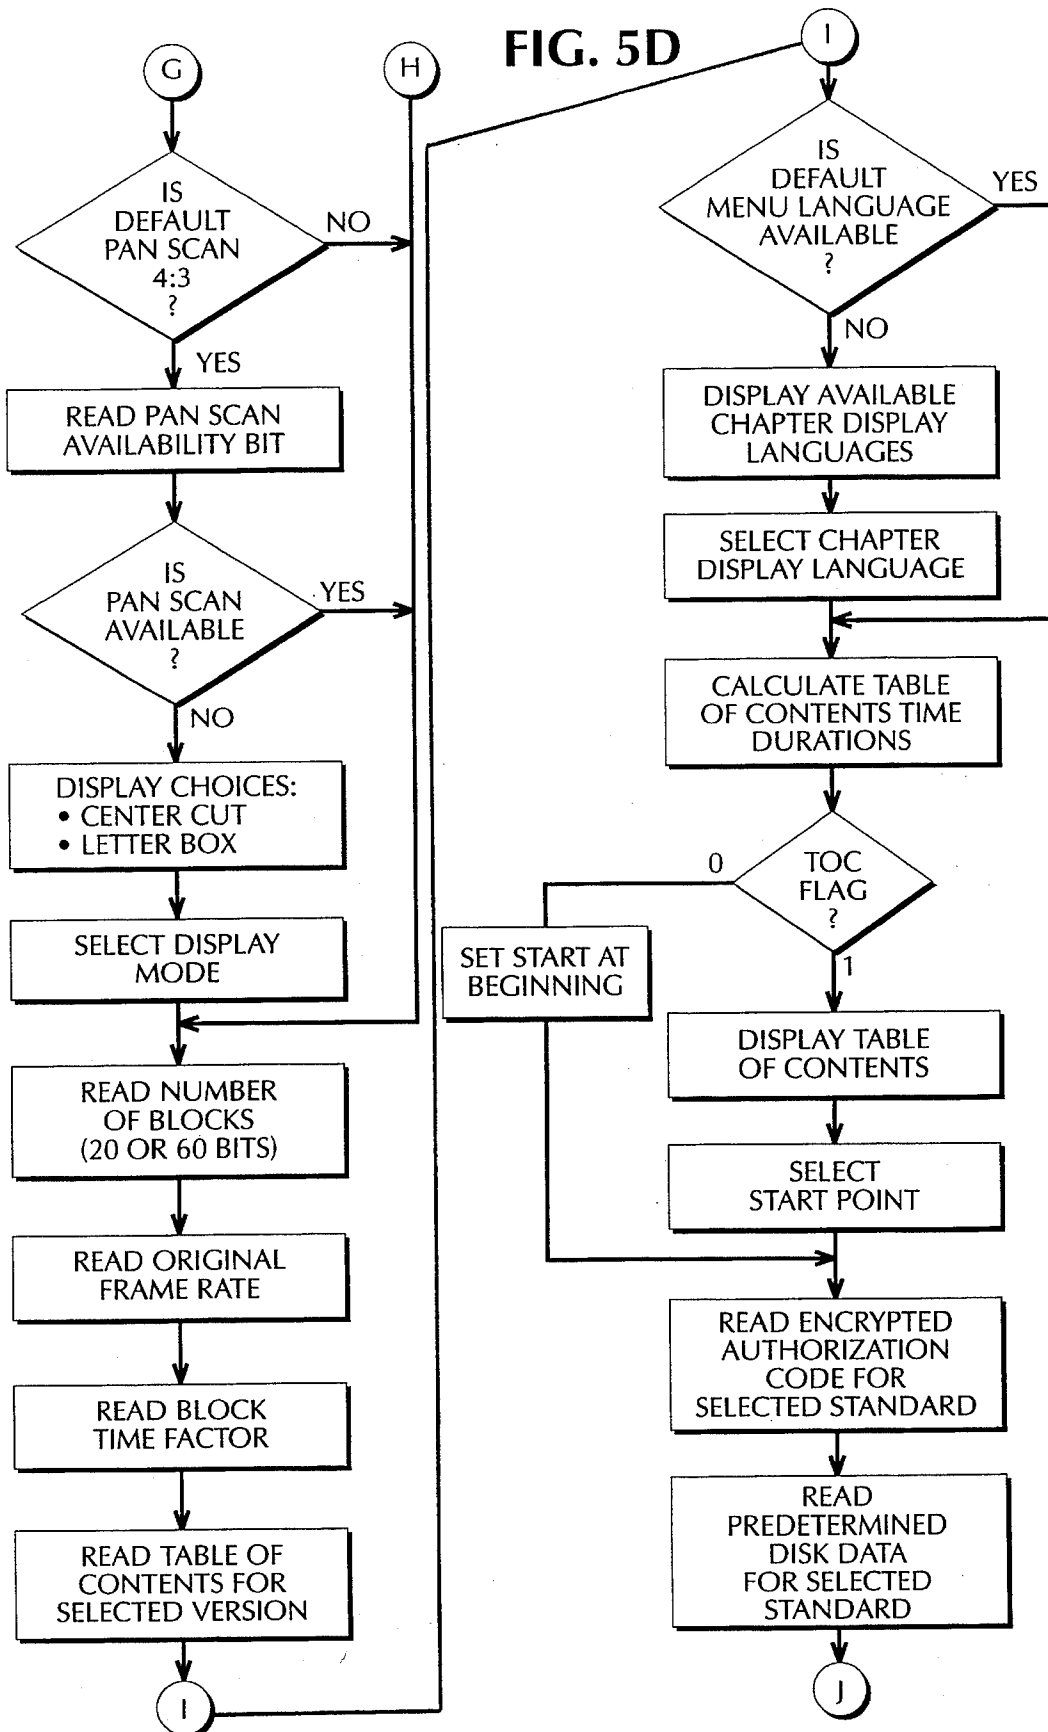 FIG. 5D
G
H
IS
DEFAULT
PAN SCAN
4:3
?
NO
YES
READ PAN SCAN
AVAILABILITY BIT
IS
PAN SCAN
AVAILABLE
?
YES
NO
DISPLAY CHOICES:
• CENTER CUT
• LETTER BOX
SELECT DISPLAY
MODE
READ NUMBER
OF BLOCKS
(20 OR 60 BITS)
READ ORIGINAL
FRAME RATE
READ BLOCK
TIME FACTOR
READ TABLE OF
CONTENTS FOR
SELECTED VERSION
I
I
IS
DEFAULT
MENU LANGUAGE
AVAILABLE
?
YES
NO
DISPLAY AVAILABLE
CHAPTER DISPLAY
LANGUAGES
SELECT CHAPTER
DISPLAY LANGUAGE
CALCULATE TABLE
OF CONTENTS TIME
DURATIONS
TOC
FLAG
?
0
1
SET START AT
BEGINNING
DISPLAY TABLE
OF CONTENTS
SELECT
START POINT
READ ENCRYPTED
AUTHORIZATION
CODE FOR
SELECTED STANDARD
READ
PREDETERMINED
DISK DATA
FOR SELECTED
STANDARD
J